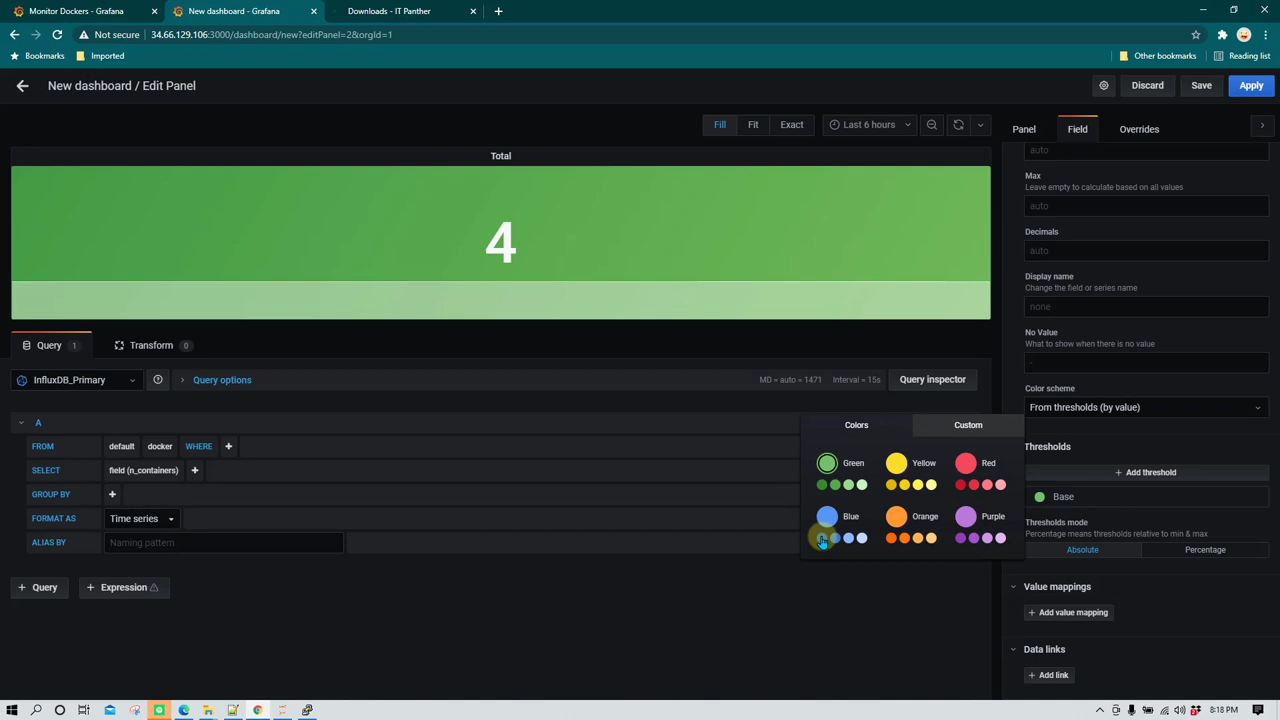 Monitor Dockers - Grafana
New dashboard - Grafana
Downloads - IT Panther
Not secure
34.66.129.106:3000/dashboard/new?editPanel=2&orgId=1
Bookmarks
Imported
Other bookmarks
Reading list
New dashboard / Edit Panel
Discard
Save
Apply
Fill
Fit
Exact
Last 6 hours
Panel
Field
Overrides
Total
4
auto
Max
Leave empty to calculate based on all values
auto
Decimals
auto
Display name
Change the field or series name
none
No Value
What to show when there is no value
-
Color scheme
From thresholds (by value)
Thresholds
+ Add threshold
Base
Thresholds mode
Percentage means thresholds relative to min & max
Absolute
Percentage
Value mappings
+ Add value mapping
Data links
+ Add link
Query 1
Transform 0
InfluxDB_Primary
Query options
MD = auto = 1471
Interval = 15s
Query inspector
A
FROM default docker WHERE +
SELECT field (n_containers) +
GROUP BY +
FORMAT AS Time series
ALIAS BY Naming pattern
+ Query
+ Expression
Colors
Custom
Green
Yellow
Red
Blue
Orange
Purple
8:18 PM